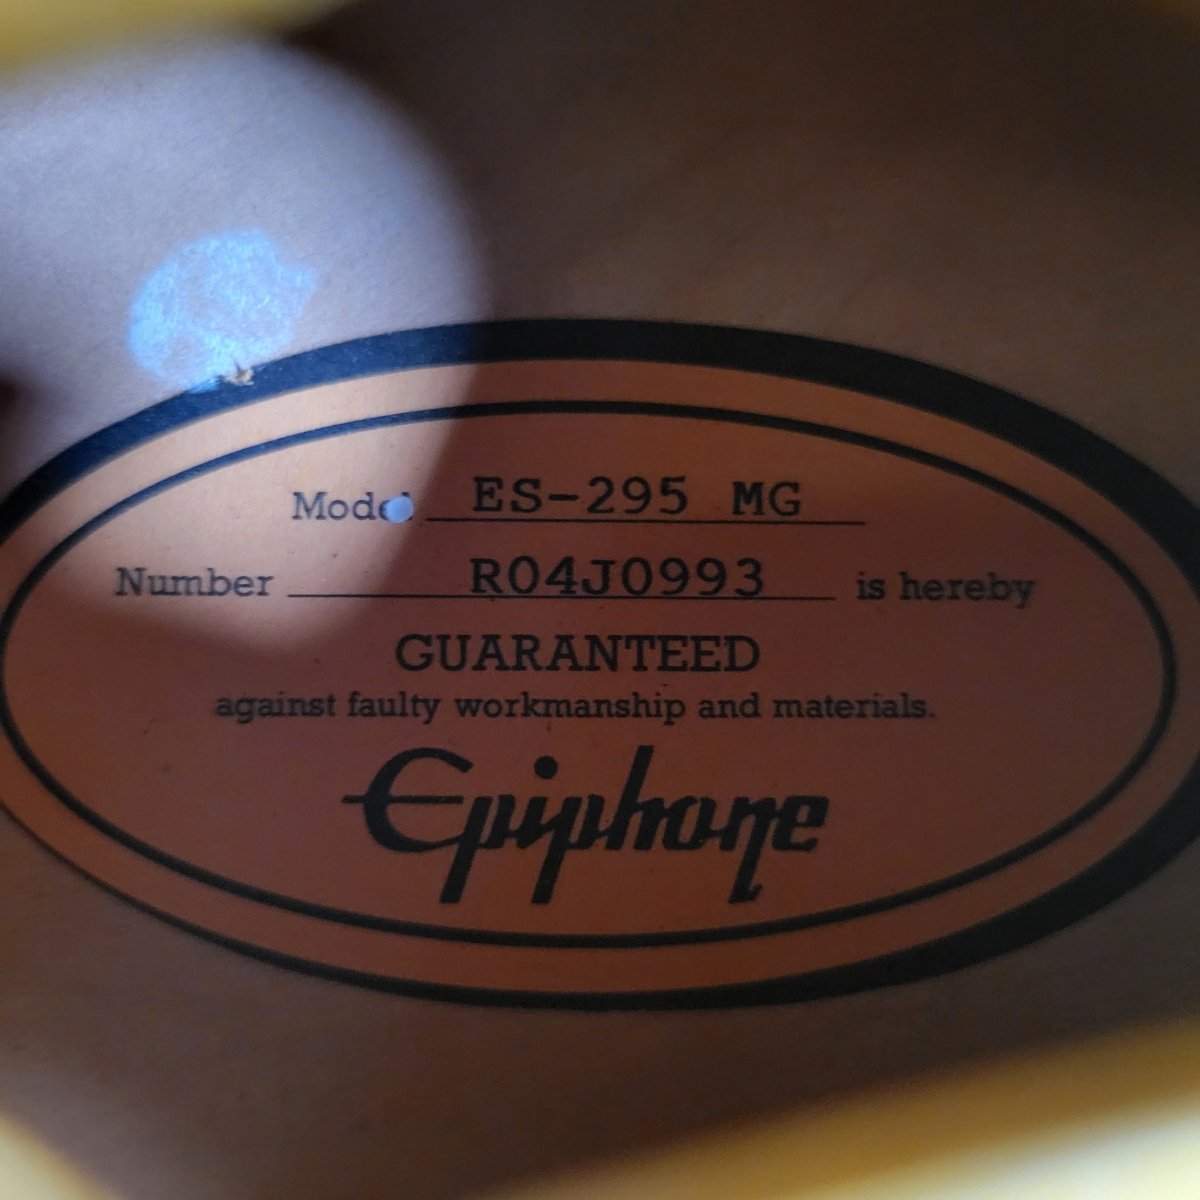 Model ES-295 MG
Number R04J0993 is hereby
GUARANTEED
against faulty workmanship and materials.
Epiphone